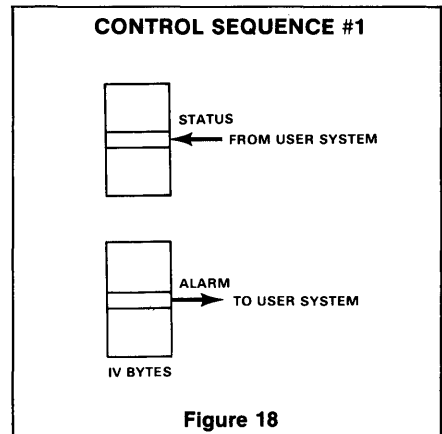 CONTROL SEQUENCE #1
STATUS
FROM USER SYSTEM
ALARM
TO USER SYSTEM
IV BYTES
Figure 18